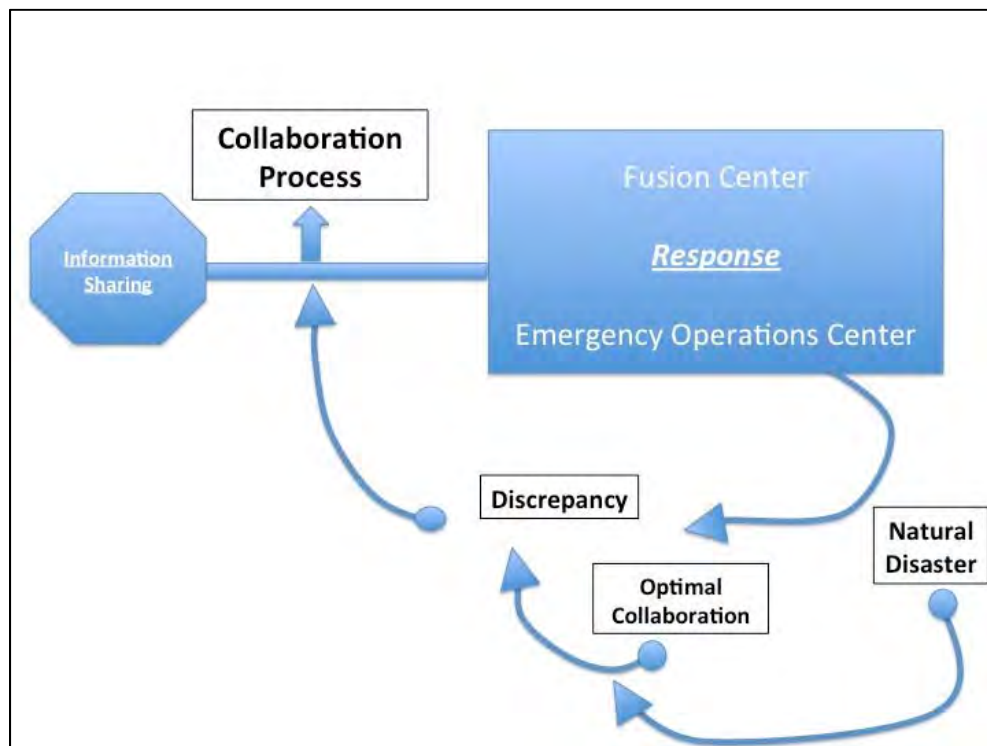 Collaboration
Process
Information
Sharing
Fusion Center
Response
Emergency Operations Center
Discrepancy
Natural
Disaster
Optimal
Collaboration